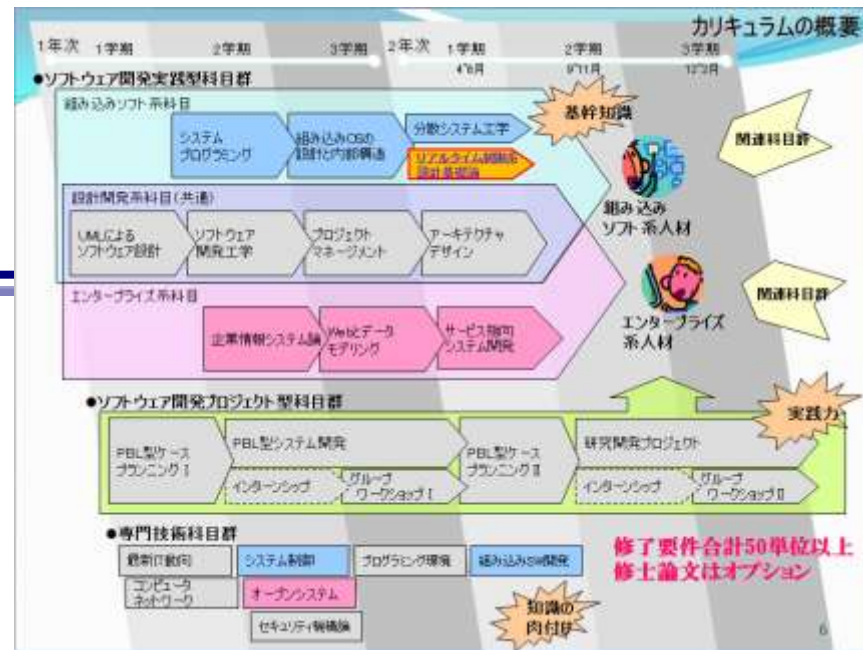 カリキュラムの概要
1年次 1学期 2学期 3学期 2年次 1学期 2学期 3学期
4~6月 9~11月 12~2月
●ソフトウェア開発実践型科目群
組み込みソフト系科目
システム
プログラミング
組み込みOSの
設計と内部構造
分散システム工学
設計開発系科目(共通)
UMLによる
ソフトウェア設計
ソフトウェア
開発工学
プロジェクト
マネージメント
アーキテクチャ
デザイン
エンタープライズ系科目
企業情報システム論
Webとデータ
モデリング
サービス指向
システム開発
基幹知識
組み込み
ソフト系人材
エンタープライズ
系人材
関連科目群
関連科目群
●ソフトウェア開発プロジェクト型科目群
PBL型ケース
プランニングⅠ
PBL型システム開発
インターンシップ
グループ
ワークショップⅠ
PBL型ケース
プランニングⅡ
研究開発プロジェクト
インターンシップ
グループ
ワークショップⅡ
実践力
●専門技術科目群
最新IT動向
システム制御
プログラミング環境
組み込みSW開発
コンピュータ
ネットワーク
オープンシステム
セキュリティ機構論
知識の
肉付け
修了要件合計50単位以上
修士論文はオプション
6